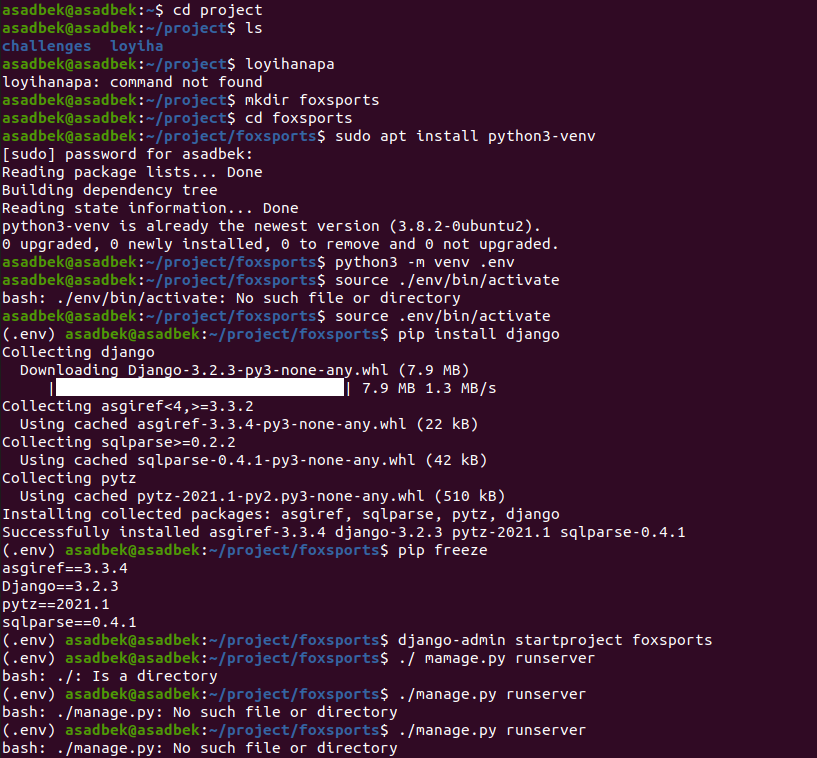 asadbek@asadbek:~$ cd project
asadbek@asadbek:~/project$ ls
challenges  loyiha
asadbek@asadbek:~/project$ loyihanapa
loyihanapa: command not found
asadbek@asadbek:~/project$ mkdir foxsports
asadbek@asadbek:~/project$ cd foxsports
asadbek@asadbek:~/project/foxsports$ sudo apt install python3-venv
[sudo] password for asadbek:
Reading package lists... Done
Building dependency tree
Reading state information... Done
python3-venv is already the newest version (3.8.2-0ubuntu2).
0 upgraded, 0 newly installed, 0 to remove and 0 not upgraded.
asadbek@asadbek:~/project/foxsports$ python3 -m venv .env
asadbek@asadbek:~/project/foxsports$ source ./env/bin/activate
bash: ./env/bin/activate: No such file or directory
asadbek@asadbek:~/project/foxsports$ source .env/bin/activate
(.env) asadbek@asadbek:~/project/foxsports$ pip install django
Collecting django
  Downloading Django-3.2.3-py3-none-any.whl (7.9 MB)
     |████████████████████████████████| 7.9 MB 1.3 MB/s
Collecting asgiref<4,>=3.3.2
  Using cached asgiref-3.3.4-py3-none-any.whl (22 kB)
Collecting sqlparse>=0.2.2
  Using cached sqlparse-0.4.1-py3-none-any.whl (42 kB)
Collecting pytz
  Using cached pytz-2021.1-py2.py3-none-any.whl (510 kB)
Installing collected packages: asgiref, sqlparse, pytz, django
Successfully installed asgiref-3.3.4 django-3.2.3 pytz-2021.1 sqlparse-0.4.1
(.env) asadbek@asadbek:~/project/foxsports$ pip freeze
asgiref==3.3.4
Django==3.2.3
pytz==2021.1
sqlparse==0.4.1
(.env) asadbek@asadbek:~/project/foxsports$ django-admin startproject foxsports
(.env) asadbek@asadbek:~/project/foxsports$ ./ mamage.py runserver
bash: ./: Is a directory
(.env) asadbek@asadbek:~/project/foxsports$ ./manage.py runserver
bash: ./manage.py: No such file or directory
(.env) asadbek@asadbek:~/project/foxsports$ ./manage.py runserver
bash: ./manage.py: No such file or directory